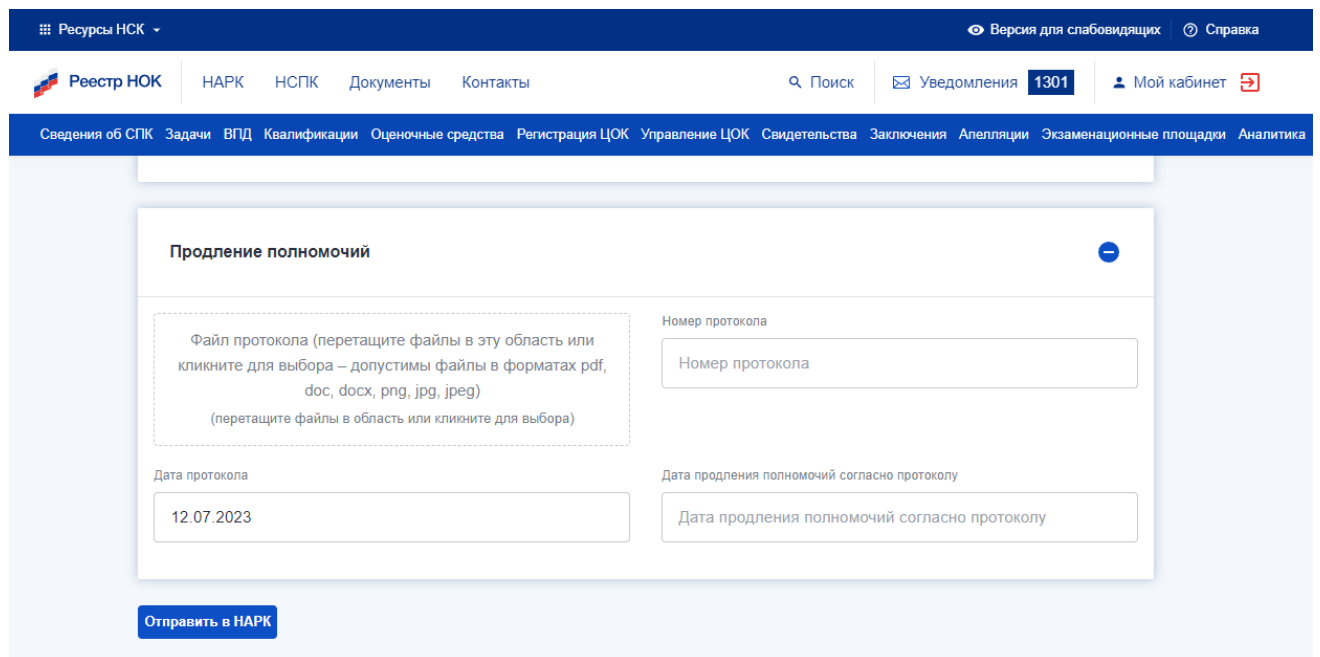 Ресурсы НСК
Версия для слабовидящих
Справка
Реестр НОК
НАРК
НСПК
Документы
Контакты
Поиск
Уведомления 1301
Мой кабинет
Сведения об СПК Задачи ВПД Квалификации Оценочные средства Регистрация ЦОК Управление ЦОК Свидетельства Заключения Апелляции Экзаменационные площадки Аналитика
Продление полномочий
Файл протокола (перетащите файлы в эту область или
кликните для выбора – допустимы файлы в форматах pdf,
doc, docx, png, jpg, jpeg)
(перетащите файлы в область или кликните для выбора)
Номер протокола
Номер протокола
Дата протокола
12.07.2023
Дата продления полномочий согласно протоколу
Дата продления полномочий согласно протоколу
Отправить в НАРК